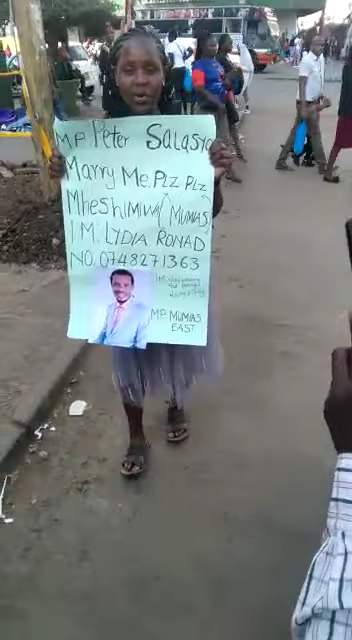 MP Peter SALASYA
Marry Me. Plz Plz
Mheshimiwa (MUMIAS)
I M. LYDIA RONAD
NO. 0748271363
MP MUMIAS
EAST